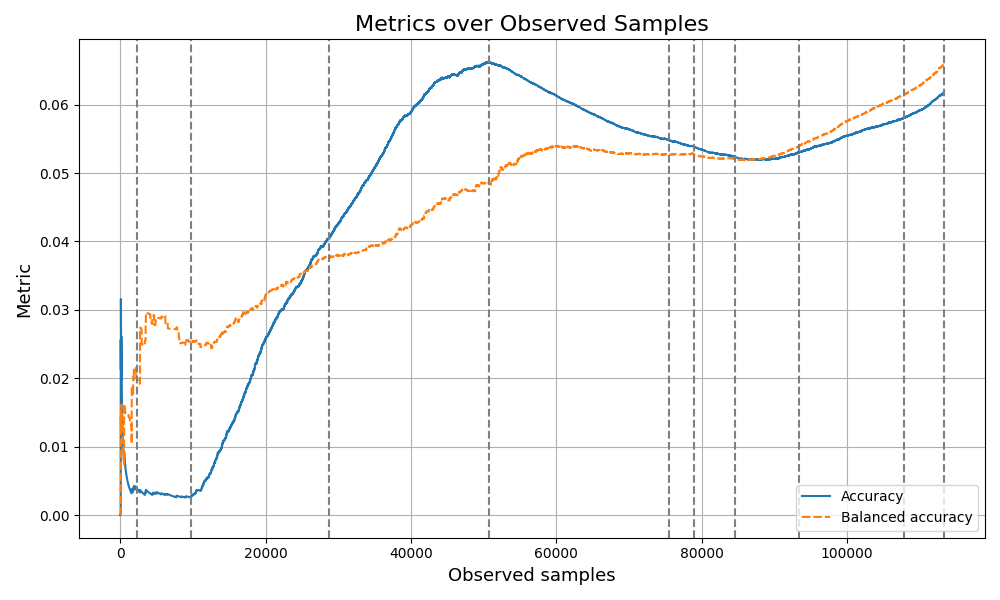 Metrics over Observed Samples
Metric
0.06
0.05
0.04
0.03
0.02
0.01
0.00
0 20000 40000 60000 80000 100000
Observed samples
Accuracy
Balanced accuracy